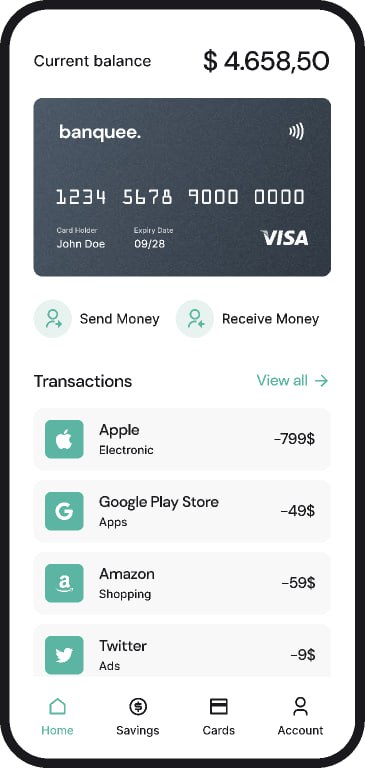 Current balance $ 4.658,50
banquee.
1234 5678 9000 0000
Card Holder Expiry Date
John Doe 09/28 VISA
Send Money Receive Money
Transactions View all
Apple
Electronic -799$
Google Play Store
Apps -49$
Amazon
Shopping -59$
Twitter
Ads -9$
Home Savings Cards Account